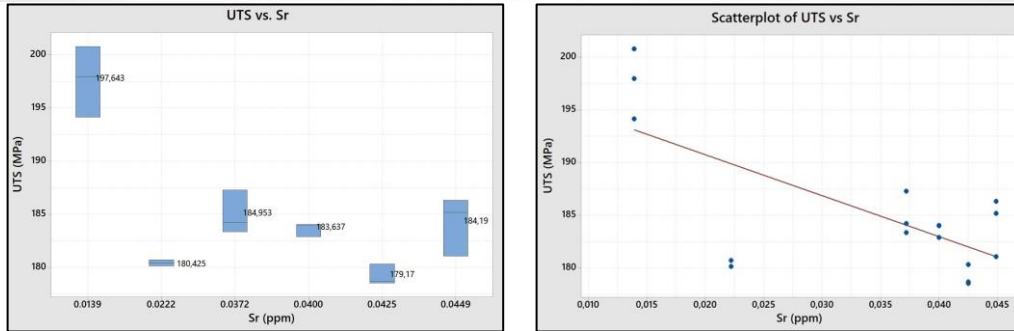 UTS vs. Sr
UTS (MPa)
200
195
190
185
180
197,643
180,425
184,953
183,637
179,17
184,19
0.0139 0.0222 0.0372 0.0400 0.0425 0.0449
Sr (ppm)
Scatterplot of UTS vs Sr
UTS (MPa)
200
195
190
185
180
0,010 0,015 0,020 0,025 0,030 0,035 0,040 0,045
Sr (ppm)